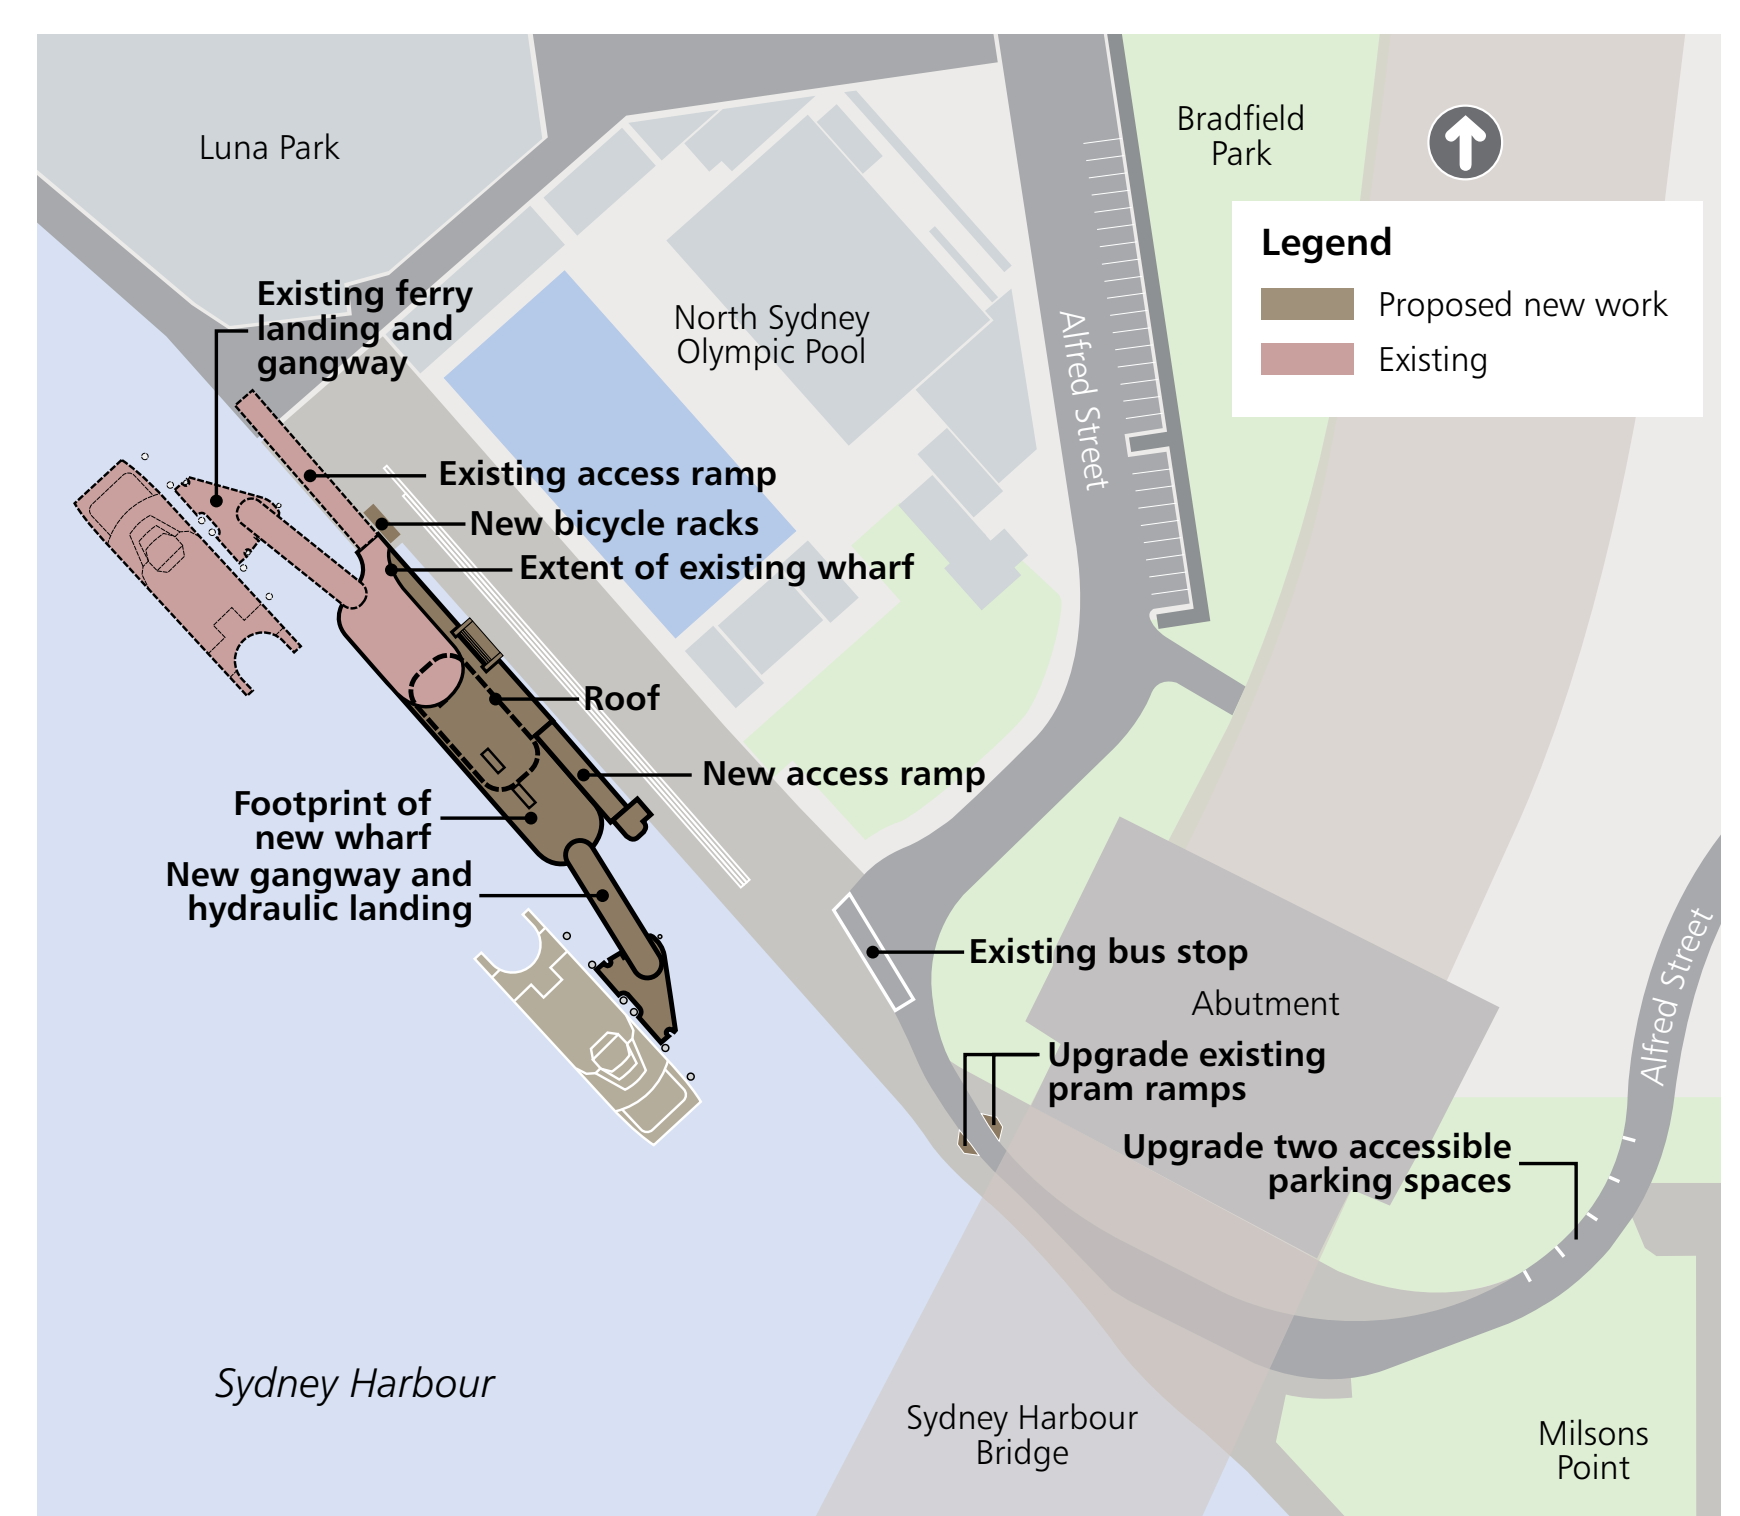 Luna Park
Bradfield
Park
Legend
Proposed new work
Existing
Existing ferry
landing and
gangway
North Sydney
Olympic Pool
Alfred Street
Existing access ramp
New bicycle racks
Extent of existing wharf
Roof
New access ramp
Footprint of
new wharf
New gangway and
hydraulic landing
Existing bus stop
Abutment
Alfred Street
Upgrade existing
pram ramps
Upgrade two accessible
parking spaces
Sydney Harbour
Sydney Harbour
Bridge
Milsons
Point